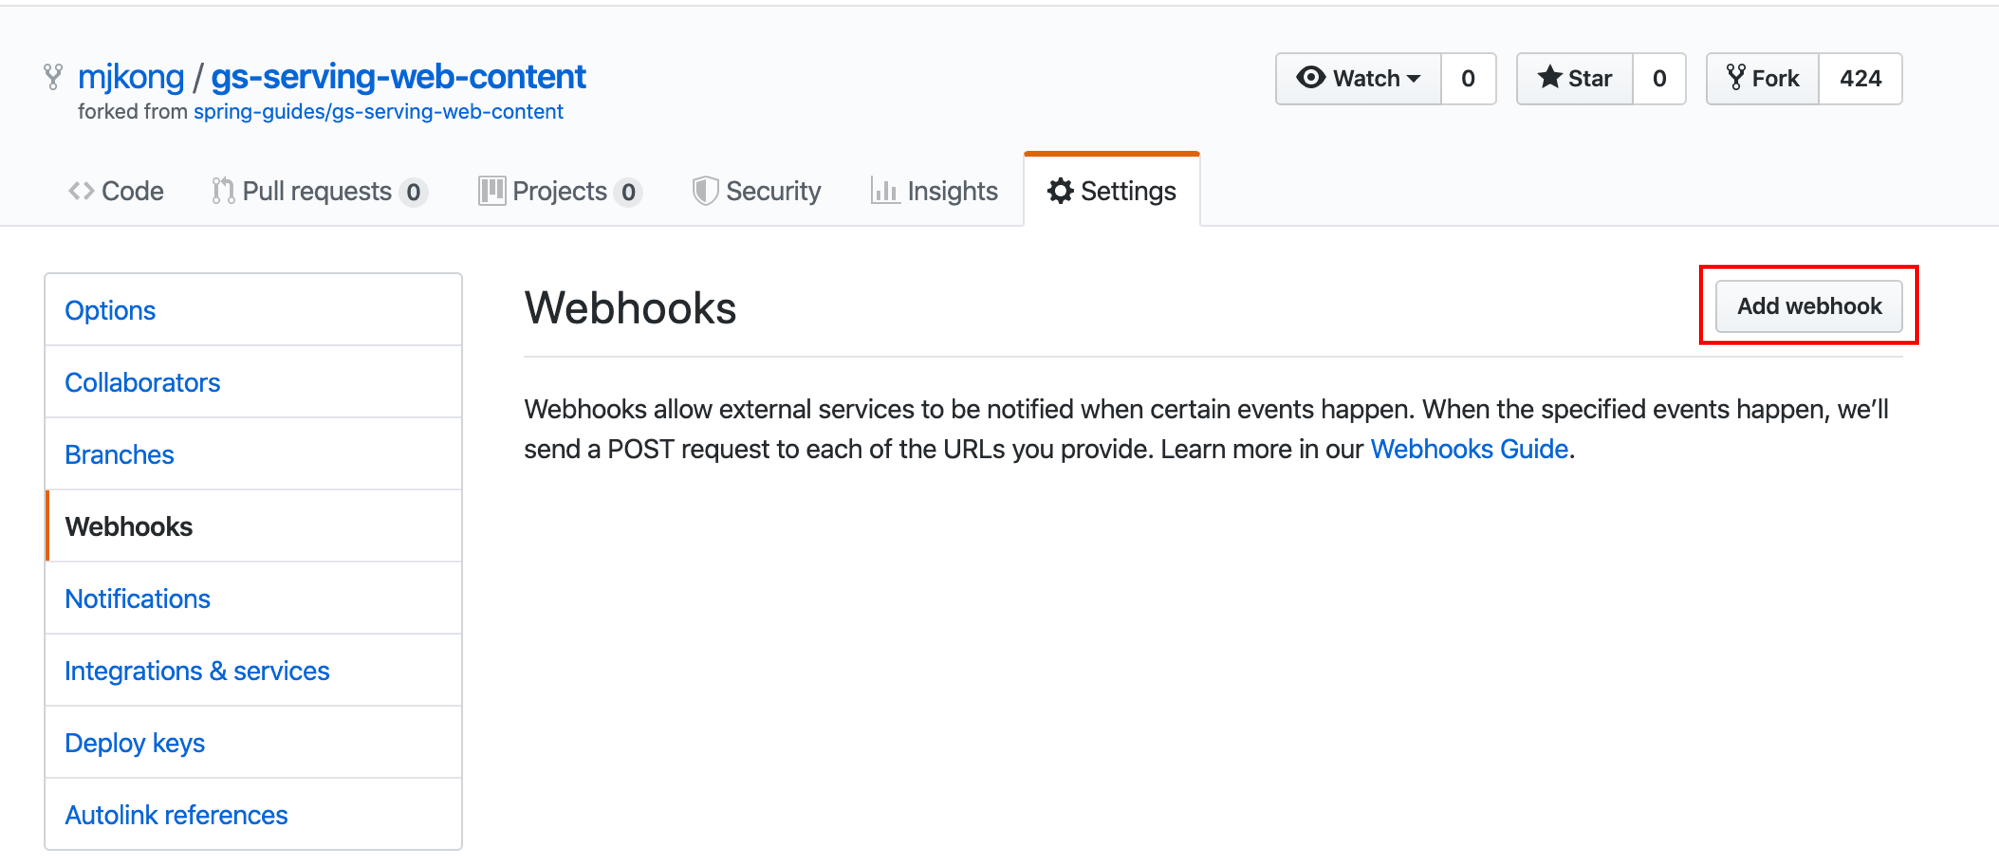 mjkong / gs-serving-web-content
Watch 0 Star 0 Fork 424
forked from spring-guides/gs-serving-web-content
Code Pull requests 0 Projects 0 Security Insights Settings
Options
Collaborators
Branches
Webhooks
Notifications
Integrations & services
Deploy keys
Autolink references
Webhooks
Add webhook
Webhooks allow external services to be notified when certain events happen. When the specified events happen, we’ll
send a POST request to each of the URLs you provide. Learn more in our Webhooks Guide.